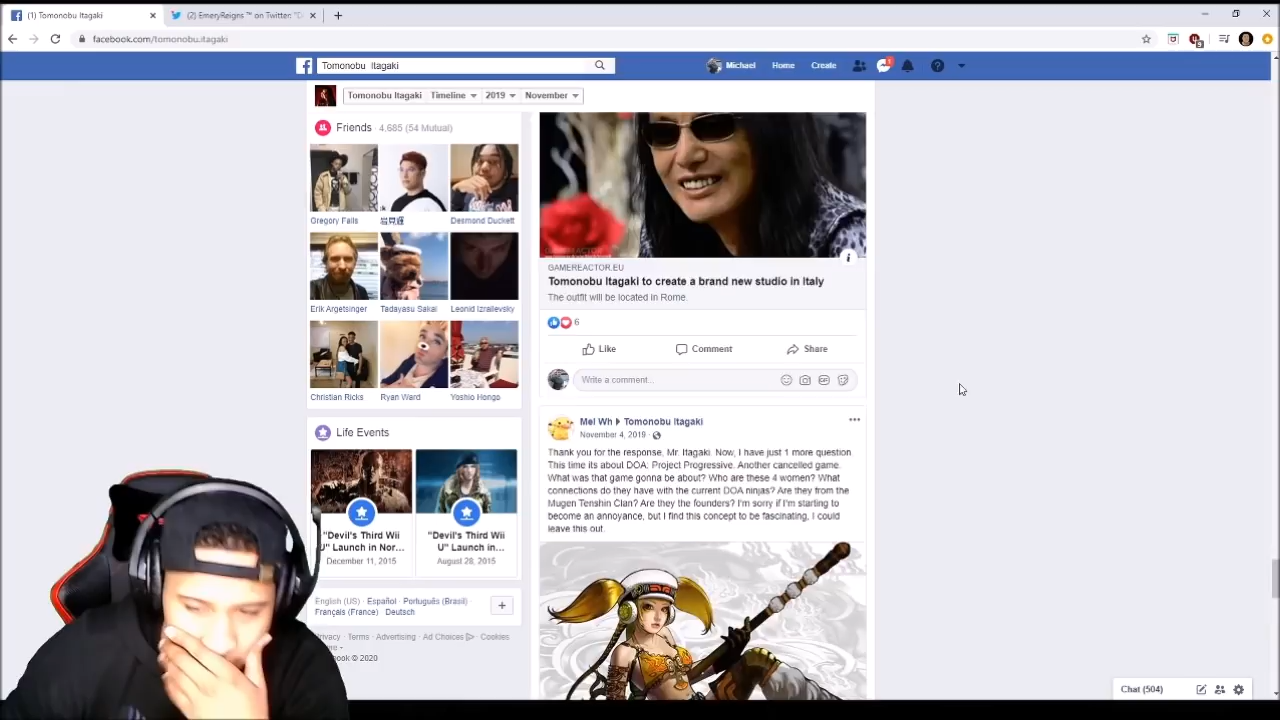 (1) Tomonobu Itagaki
(2) EmeryReigns ™ on Twitter: "D
facebook.com/tomonobu.itagaki
Tomonobu Itagaki
Michael
Home
Create
Tomonobu Itagaki
Timeline
2019
November
Friends · 4,685 (54 Mutual)
Gregory Falls
Desmond Duckett
Erik Argetsinger
Tadayasu Sakai
Leonid Izrailevsky
Christian Ricks
Ryan Ward
Yoshio Hongo
Life Events
"Devil's Third Wii
U" Launch in Nor...
December 11, 2015
"Devil's Third Wii
U" Launch in...
August 28, 2015
English (US) · Español · Português (Brasil) ·
Français (France) · Deutsch
Privacy · Terms · Advertising · Ad Choices · Cookies
© 2020
GAMEREACTOR.EU
Tomonobu Itagaki to create a brand new studio in Italy
The outfit will be located in Rome.
6
Like
Comment
Share
Write a comment...
GIF
Mel Wh ▸ Tomonobu Itagaki
November 4, 2019 ·
Thank you for the response, Mr. Itagaki. Now, I have just 1 more question.
This time its about DOA: Project Progressive. Another cancelled game.
What was that game gonna be about? Who are these 4 women? What
connections do they have with the current DOA ninjas? Are they from the
Mugen Tenshin Clan? Are they the founders? I'm sorry if I'm starting to
become an annoyance, but I find this concept to be fascinating, I could
leave this out.
Chat (504)